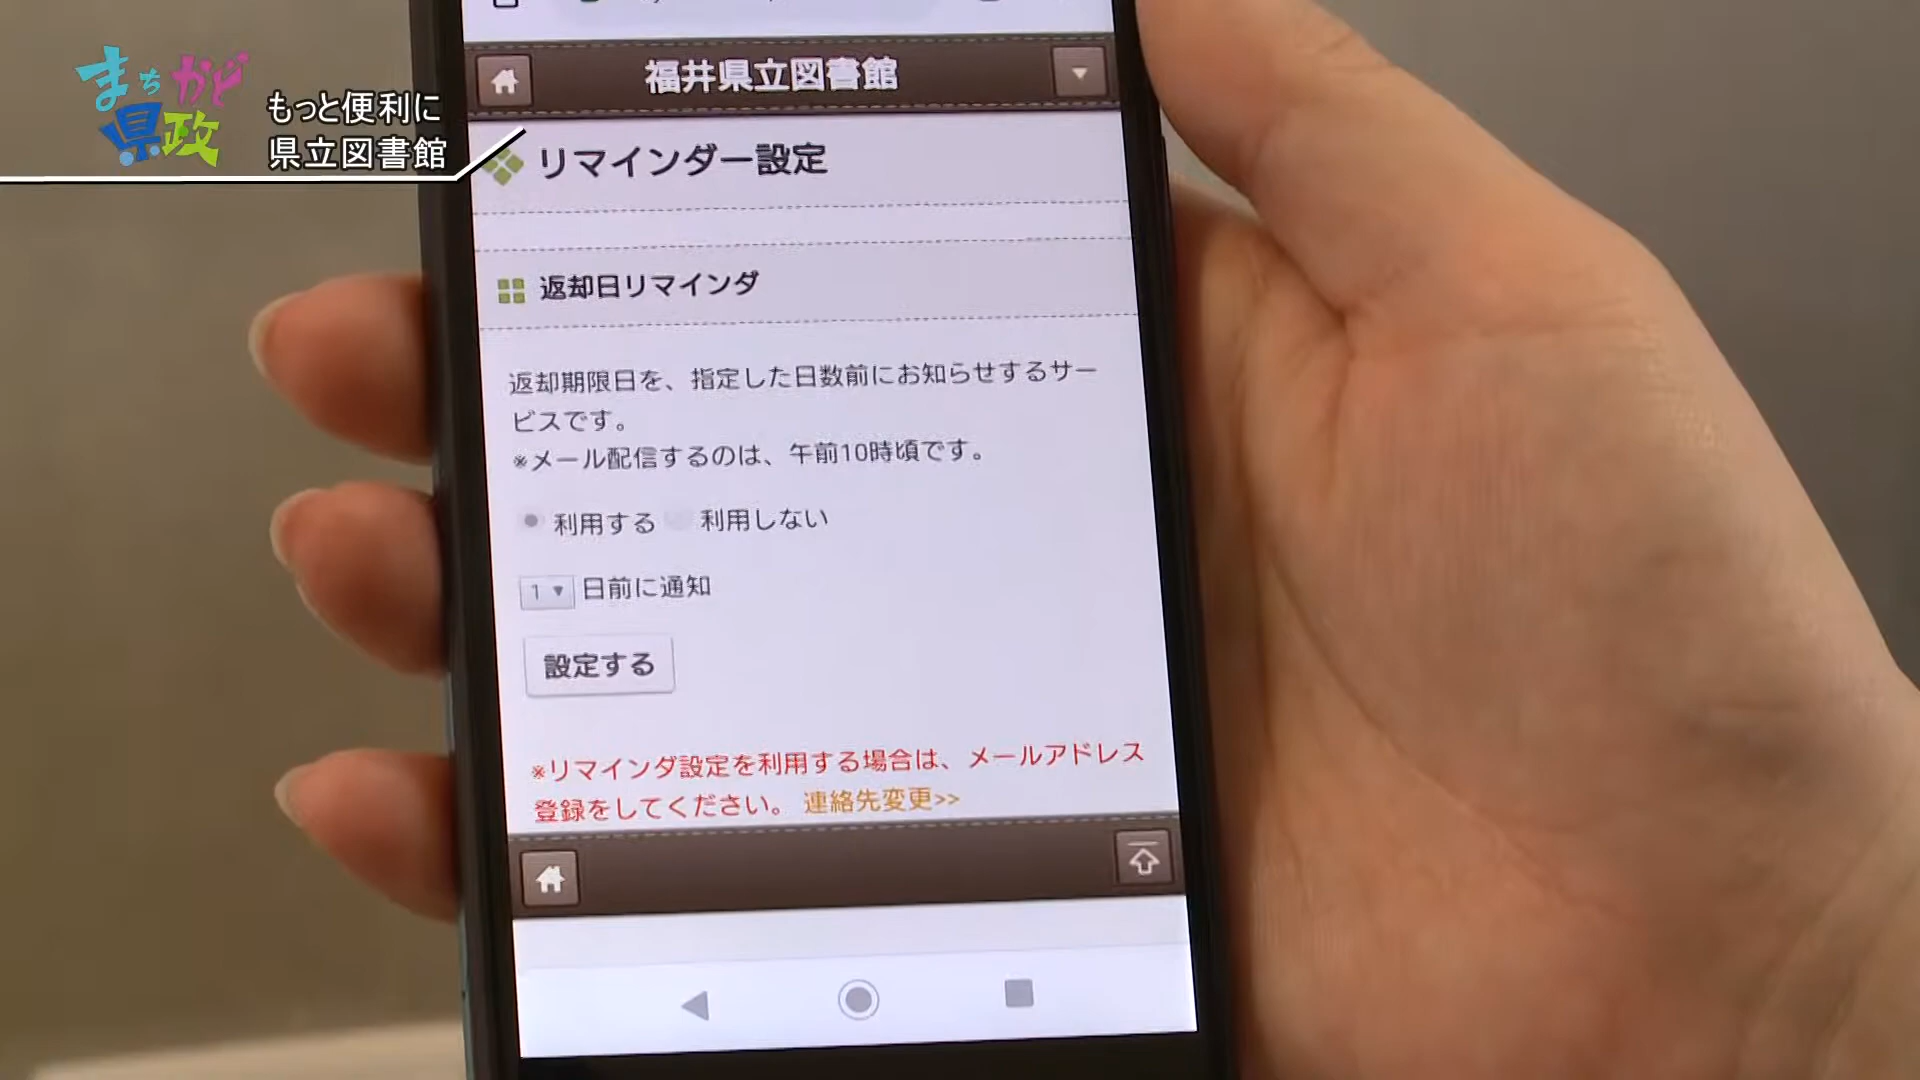 まちかど
県政
もっと便利に
県立図書館
福井県立図書館
リマインダー設定
返却日リマインダ
返却期限日を、指定した日数前にお知らせするサー
ビスです。
※メール配信するのは、午前10時頃です。
利用する 利用しない
1 ▼ 日前に通知
設定する
※リマインダ設定を利用する場合は、メールアドレス
登録をしてください。 連絡先変更>>